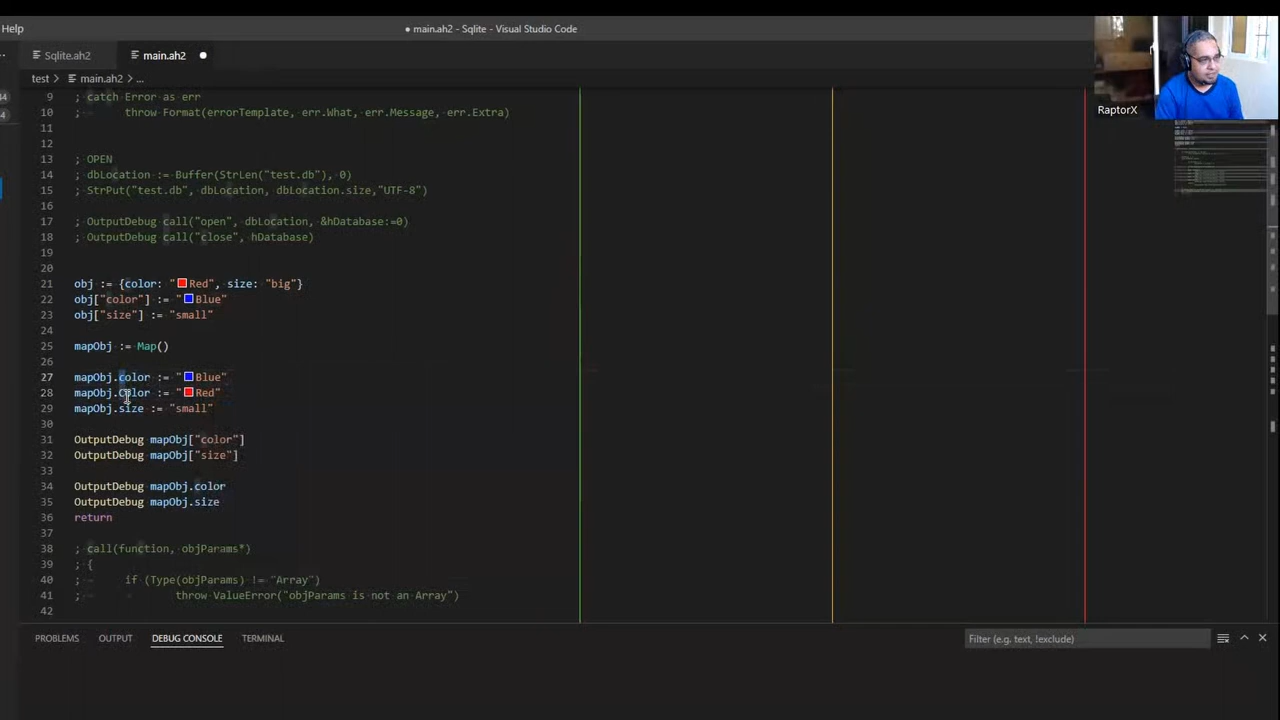 Help
main.ah2 - Sqlite - Visual Studio Code
Sqlite.ah2
main.ah2
test > main.ah2 > ...
9 ; catch Error as err
10 ; throw Format(errorTemplate, err.What, err.Message, err.Extra)
11
12
13 ; OPEN
14 ; dbLocation := Buffer(StrLen("test.db"), 0)
15 ; StrPut("test.db", dbLocation, dbLocation.size,"UTF-8")
16
17 ; OutputDebug call("open", dbLocation, &hDatabase:=0)
18 ; OutputDebug call("close", hDatabase)
19
20
21 obj := {color: "Red", size: "big"}
22 obj["color"] := "Blue"
23 obj["size"] := "small"
24
25 mapObj := Map()
26
27 mapObj.color := "Blue"
28 mapObj.Color := "Red"
29 mapObj.size := "small"
30
31 OutputDebug mapObj["color"]
32 OutputDebug mapObj["size"]
33
34 OutputDebug mapObj.color
35 OutputDebug mapObj.size
36 return
37
38 ; call(function, objParams*)
39 ; {
40 ; if (Type(objParams) != "Array")
41 ; throw ValueError("objParams is not an Array")
42
PROBLEMS OUTPUT DEBUG CONSOLE TERMINAL
Filter (e.g. text, !exclude)
RaptorX